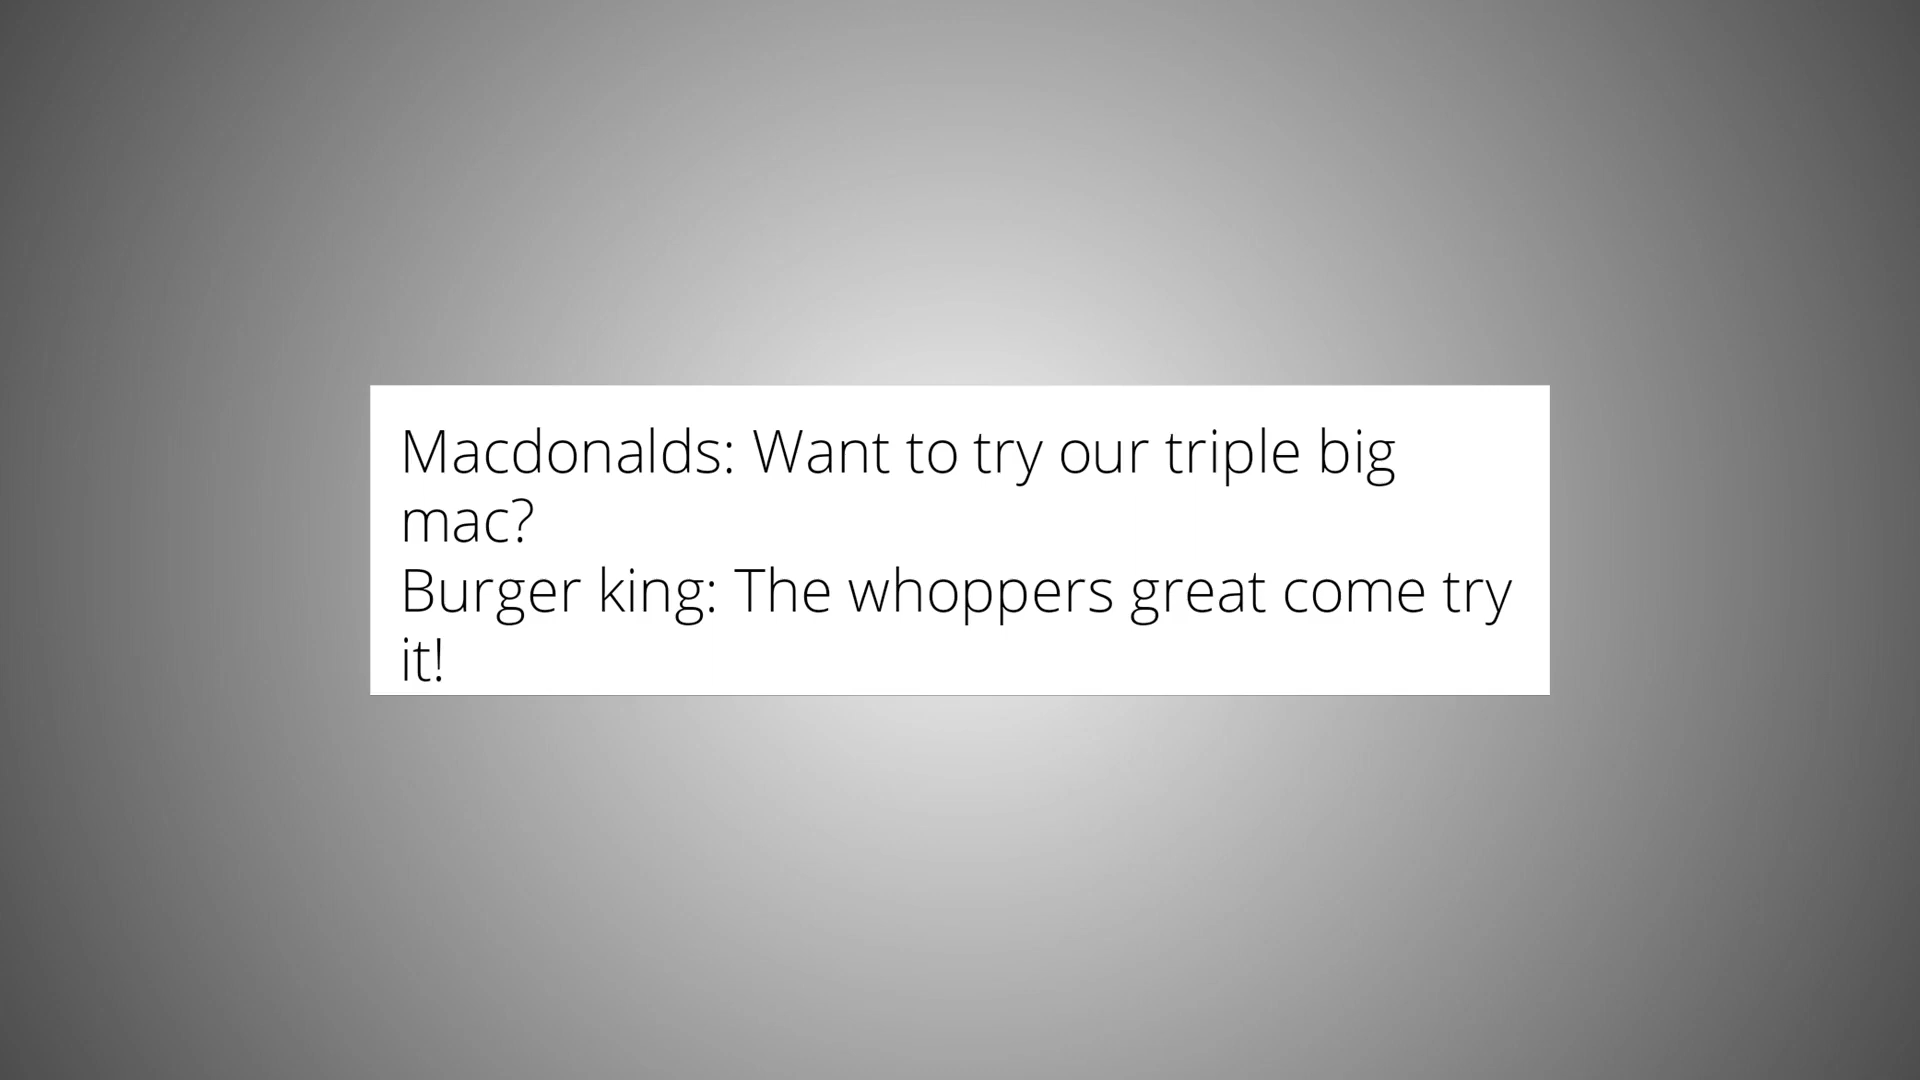 Macdonalds: Want to try our triple big
mac?
Burger king: The whoppers great come try
it!